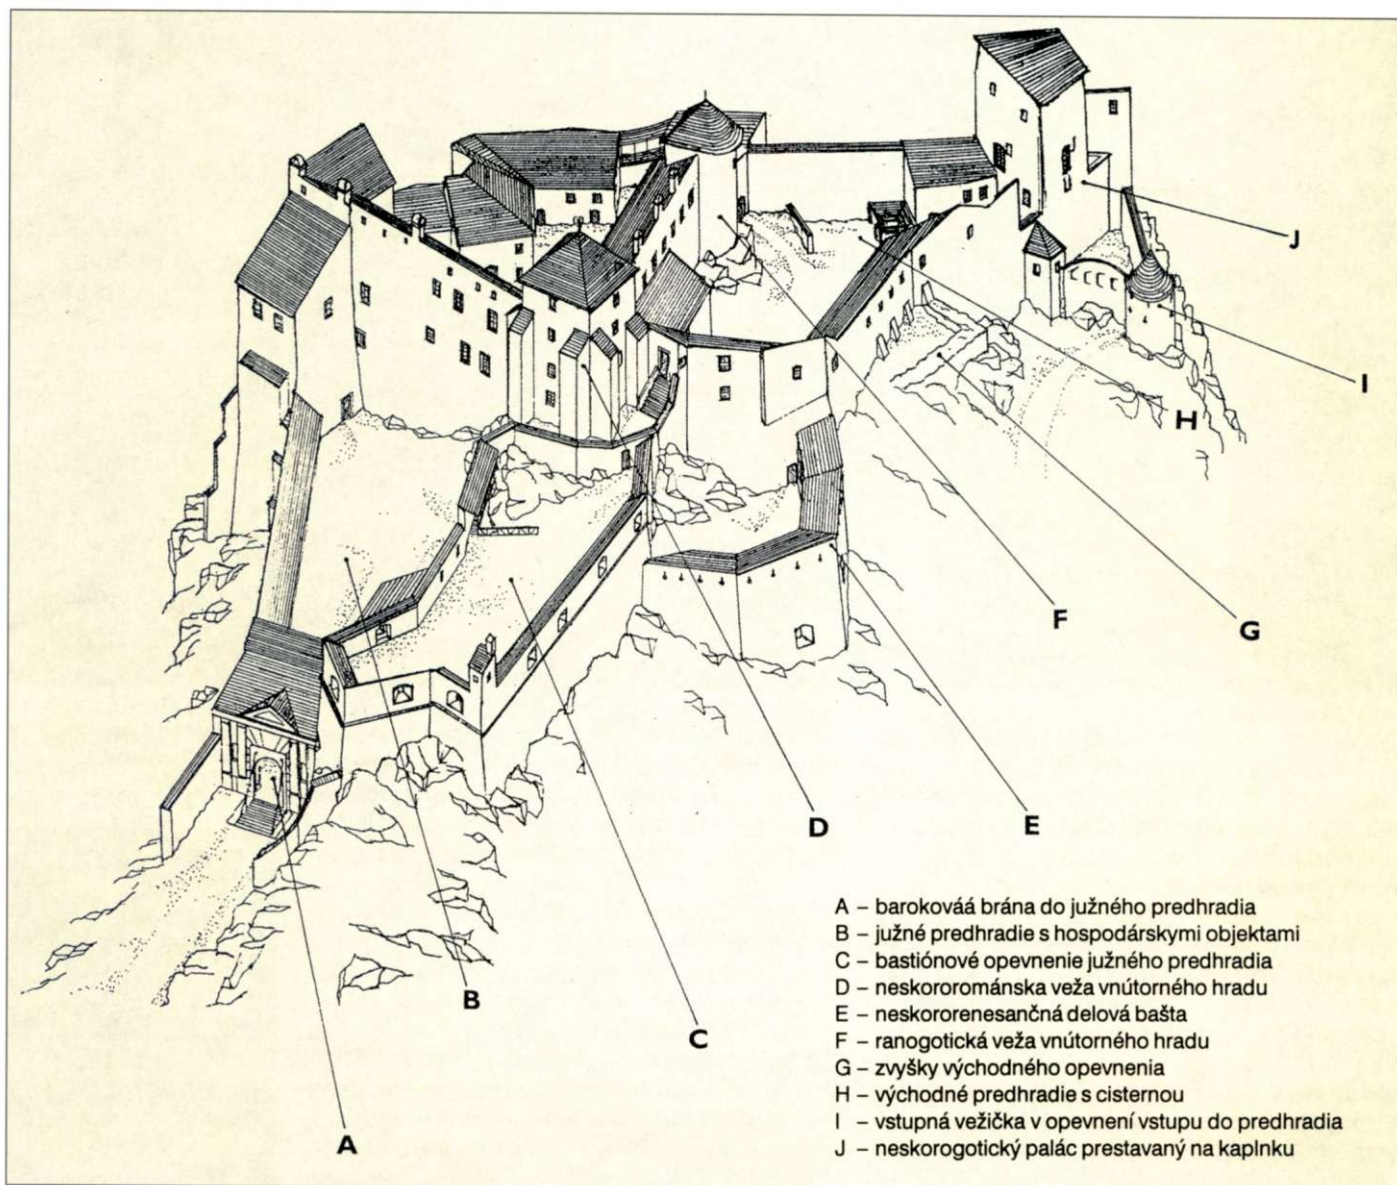 J
I
H
F
G
D
E
B
C
A
A – barokováá brána do južného predhradia
B – južné predhradie s hospodárskymi objektami
C – bastiónové opevnenie južného predhradia
D – neskororománska veža vnútorného hradu
E – neskororenesančná delová bašta
F – ranogotická veža vnútorného hradu
G – zvyšky východného opevnenia
H – východné predhradie s cisternou
I – vstupná vežička v opevnení vstupu do predhradia
J – neskorogotický palác prestavaný na kaplnku